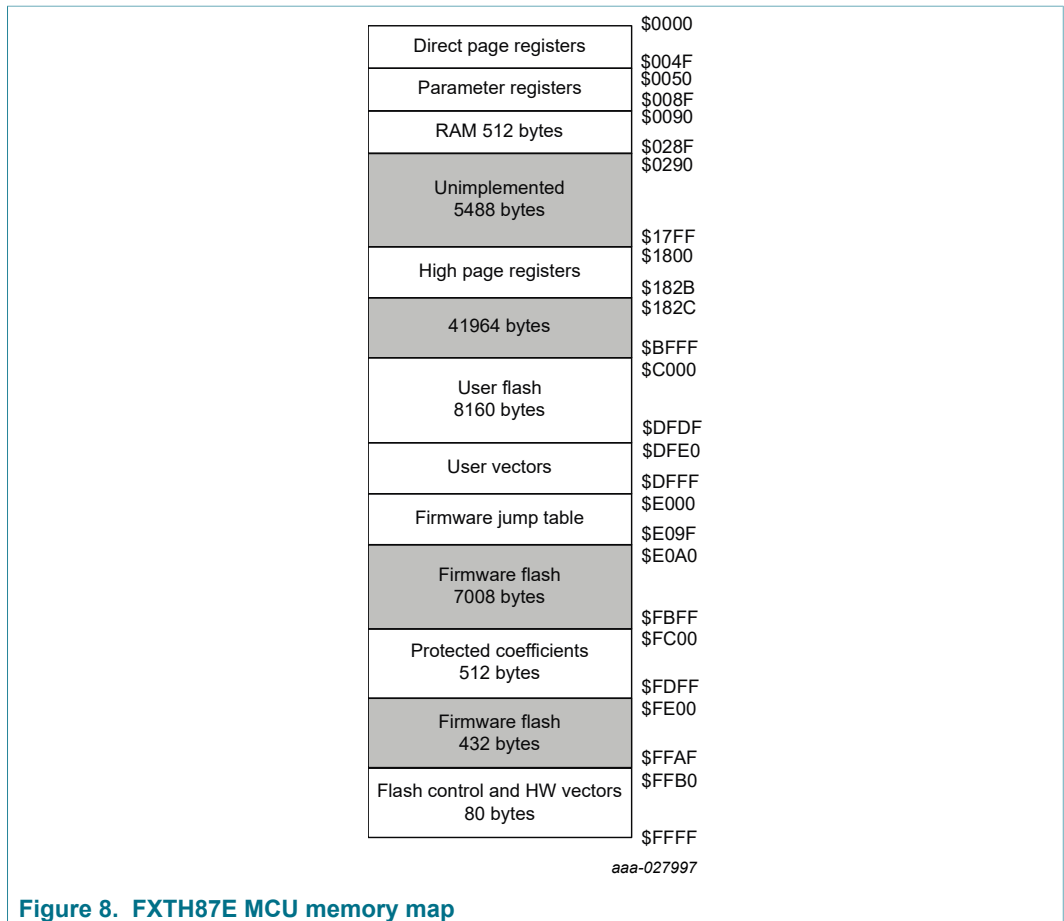 $0000
Direct page registers
$004F
$0050
Parameter registers
$008F
$0090
RAM 512 bytes
$028F
$0290
Unimplemented
5488 bytes
$17FF
$1800
High page registers
$182B
$182C
41964 bytes
$BFFF
$C000
User flash
8160 bytes
$DFDF
$DFE0
User vectors
$DFFF
$E000
Firmware jump table
$E09F
$E0A0
Firmware flash
7008 bytes
$FBFF
$FC00
Protected coefficients
512 bytes
$FDFF
$FE00
Firmware flash
432 bytes
$FFAF
$FFB0
Flash control and HW vectors
80 bytes
$FFFF
aaa-027997
Figure 8. FXTH87E MCU memory map